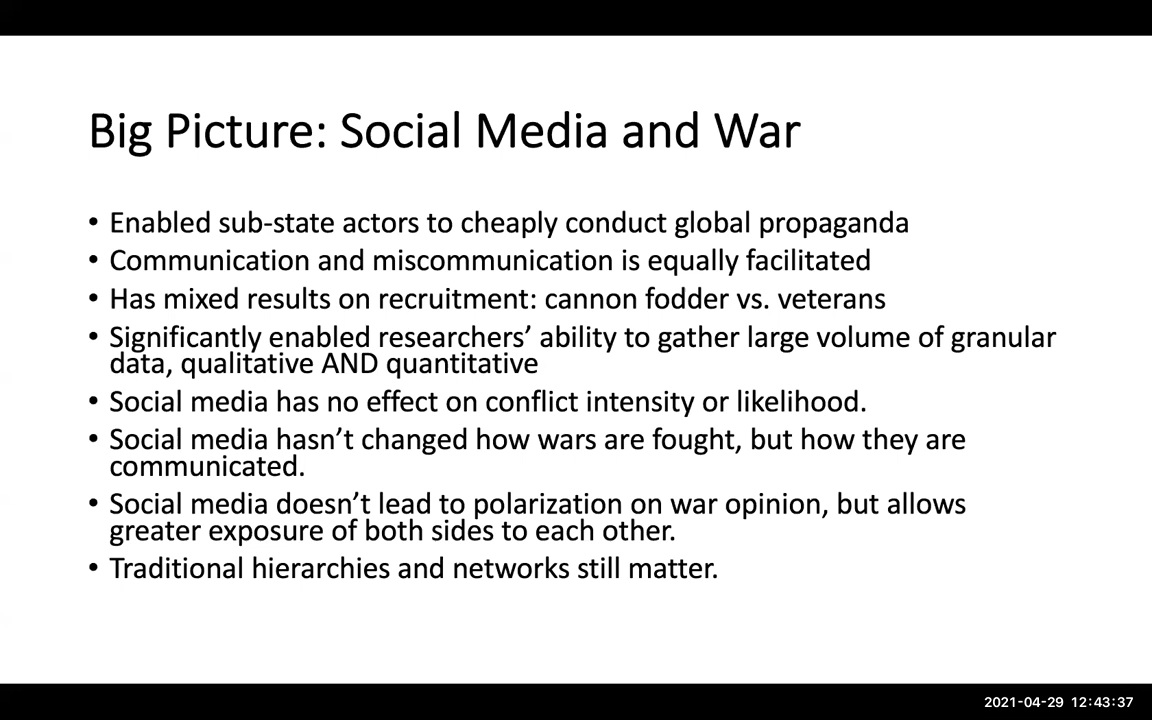 Big Picture: Social Media and War
• Enabled sub-state actors to cheaply conduct global propaganda
• Communication and miscommunication is equally facilitated
• Has mixed results on recruitment: cannon fodder vs. veterans
• Significantly enabled researchers’ ability to gather large volume of granular
data, qualitative AND quantitative
• Social media has no effect on conflict intensity or likelihood.
• Social media hasn’t changed how wars are fought, but how they are
communicated.
• Social media doesn’t lead to polarization on war opinion, but allows
greater exposure of both sides to each other.
• Traditional hierarchies and networks still matter.
2021-04-29 12:43:37